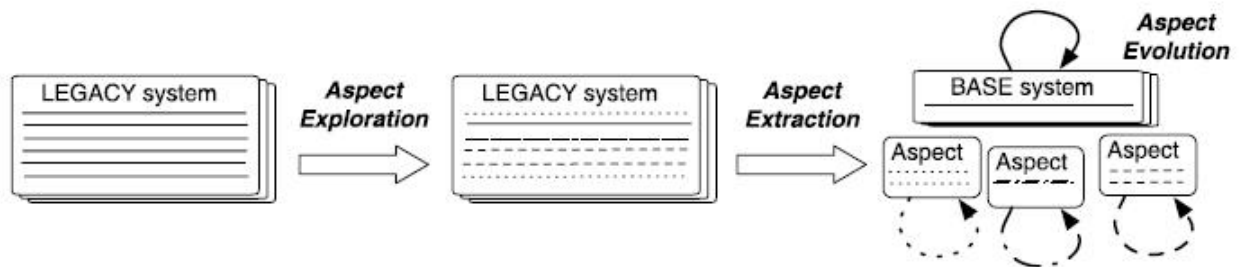 LEGACY system
Aspect
Exploration
LEGACY system
Aspect
Extraction
Aspect
Evolution
BASE system
Aspect
Aspect
Aspect